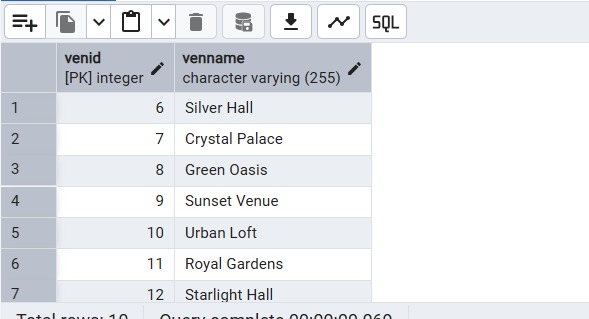 SQL
venid venname
[PK] integer character varying (255)
1 6 Silver Hall
2 7 Crystal Palace
3 8 Green Oasis
4 9 Sunset Venue
5 10 Urban Loft
6 11 Royal Gardens
7 12 Starlight Hall
Total rows: 10 Query complete 00:00:00.060